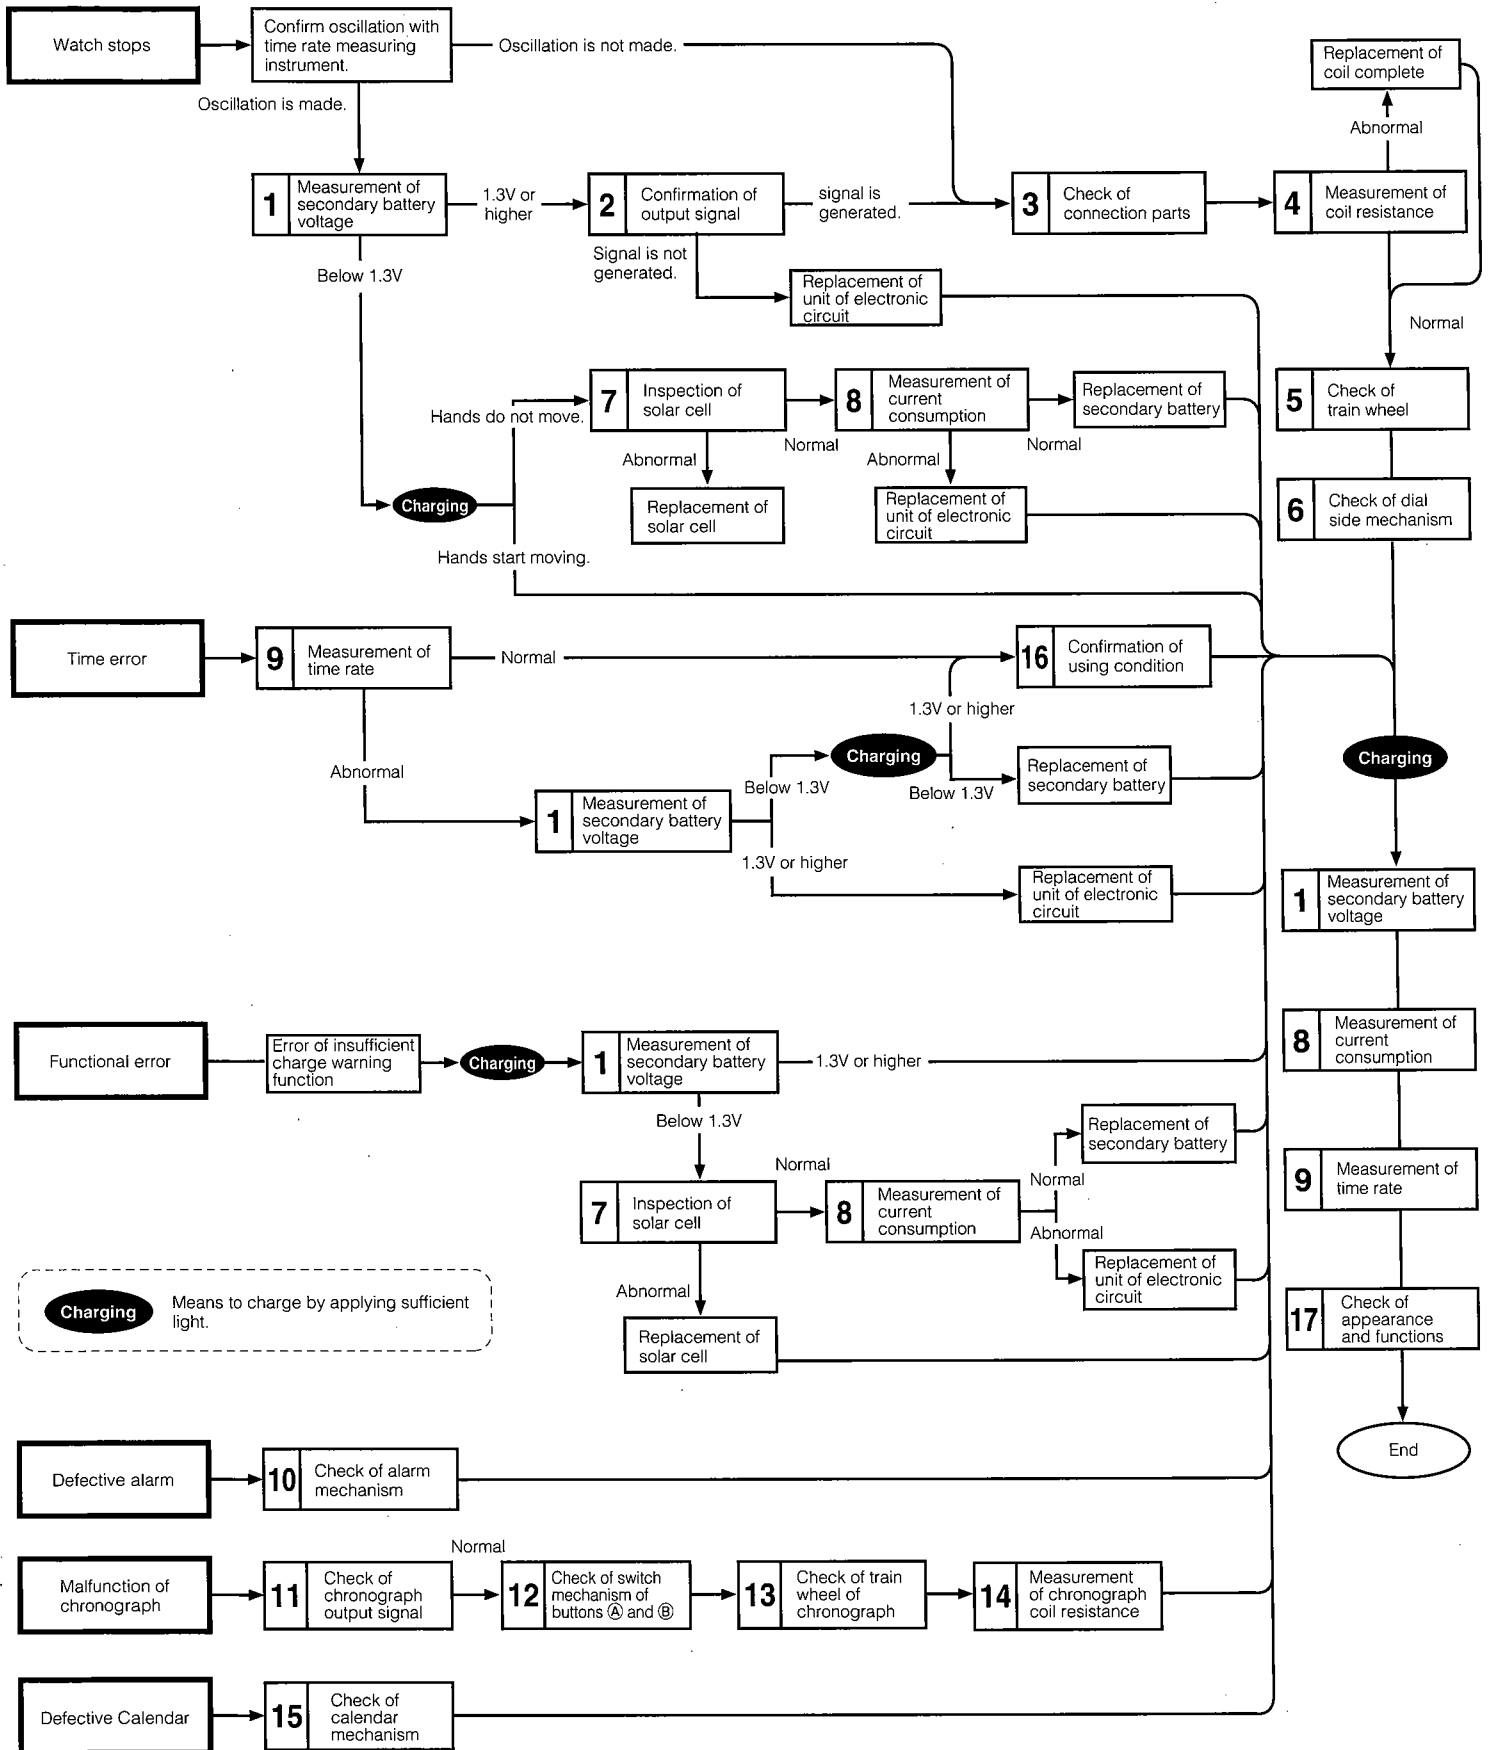 Watch stops
Confirm oscillation with
time rate measuring
instrument.
Oscillation is not made.
Oscillation is made.
Replacement of
coil complete
Abnormal
1
Measurement of
secondary battery
voltage
1.3V or
higher
2
Confirmation of
output signal
signal is
generated.
3
Check of
connection parts
4
Measurement of
coil resistance
Below 1.3V
Signal is not
generated.
Replacement of
unit of electronic
circuit
Normal
Hands do not move.
7
Inspection of
solar cell
Normal
8
Measurement of
current
consumption
Normal
Replacement of
secondary battery
5
Check of
train wheel
Abnormal
Replacement of
solar cell
Abnormal
Replacement of
unit of electronic
circuit
6
Check of dial
side mechanism
Charging
Hands start moving.
Time error
9
Measurement of
time rate
Normal
16
Confirmation of
using condition
1.3V or higher
Abnormal
Charging
Below 1.3V
Below 1.3V
Replacement of
secondary battery
Charging
1
Measurement of
secondary battery
voltage
1.3V or higher
Replacement of
unit of electronic
circuit
1
Measurement of
secondary battery
voltage
Functional error
Error of insufficient
charge warning
function
Charging
1
Measurement of
secondary battery
voltage
1.3V or higher
8
Measurement of
current
consumption
Below 1.3V
Replacement of
secondary battery
Normal
Normal
7
Inspection of
solar cell
8
Measurement of
current
consumption
9
Measurement of
time rate
Abnormal
Replacement of
unit of electronic
circuit
Abnormal
Replacement of
solar cell
Charging
Means to charge by applying sufficient
light.
17
Check of
appearance
and functions
End
Defective alarm
10
Check of alarm
mechanism
Malfunction of
chronograph
11
Check of
chronograph
output signal
Normal
12
Check of switch
mechanism of
buttons Ⓐ and Ⓑ
13
Check of train
wheel of
chronograph
14
Measurement
of chronograph
coil resistance
Defective Calendar
15
Check of
calendar
mechanism